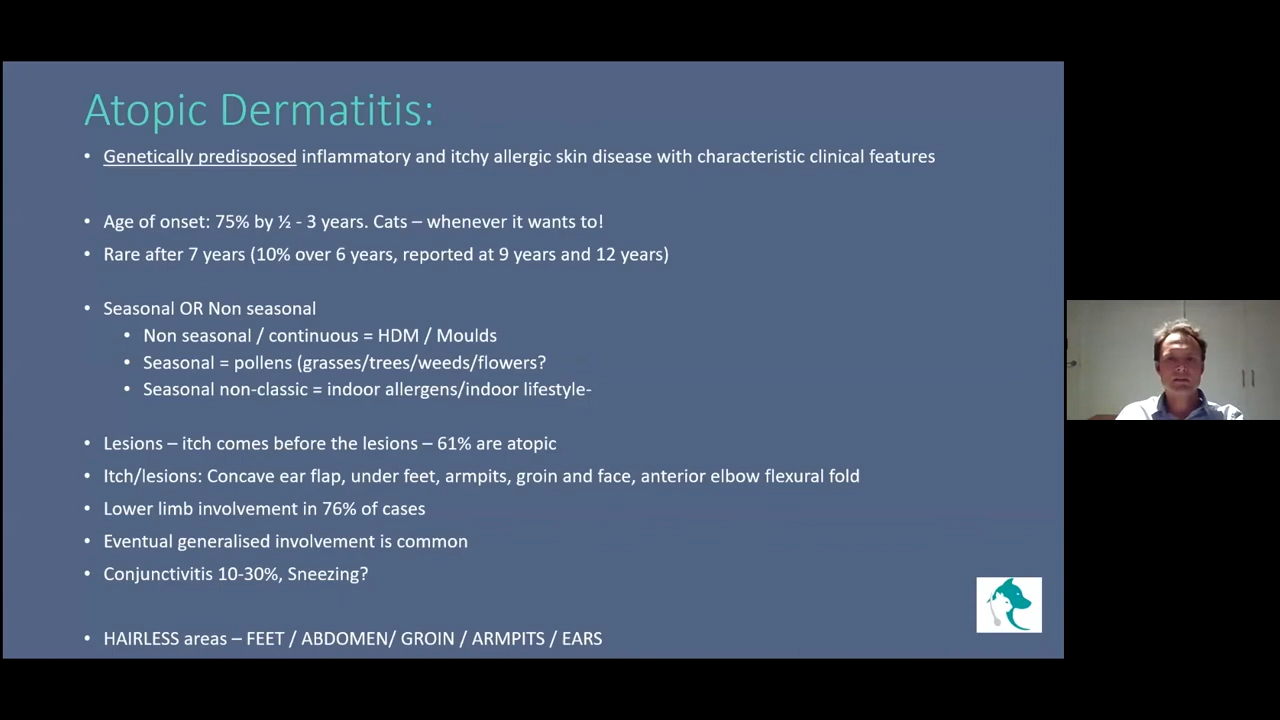 Atopic Dermatitis:
• Genetically predisposed inflammatory and itchy allergic skin disease with characteristic clinical features
• Age of onset: 75% by ½ - 3 years. Cats – whenever it wants to!
• Rare after 7 years (10% over 6 years, reported at 9 years and 12 years)
• Seasonal OR Non seasonal
• Non seasonal / continuous = HDM / Moulds
• Seasonal = pollens (grasses/trees/weeds/flowers?
• Seasonal non-classic = indoor allergens/indoor lifestyle-
• Lesions – itch comes before the lesions – 61% are atopic
• Itch/lesions: Concave ear flap, under feet, armpits, groin and face, anterior elbow flexural fold
• Lower limb involvement in 76% of cases
• Eventual generalised involvement is common
• Conjunctivitis 10-30%, Sneezing?
• HAIRLESS areas – FEET / ABDOMEN/ GROIN / ARMPITS / EARS